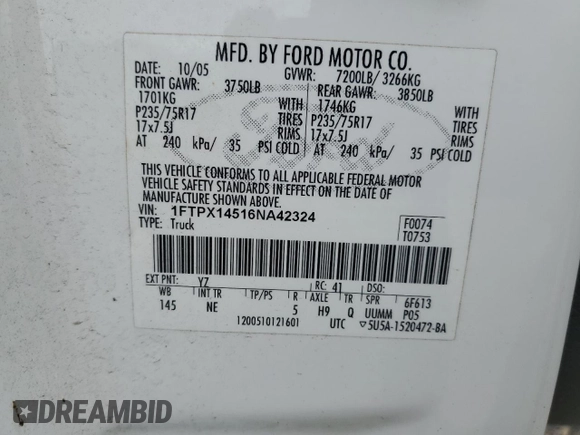 MFD. BY FORD MOTOR CO.
DATE: 10/05 GVWR: 7200LB/ 3266KG
FRONT GAWR: 3750LB REAR GAWR: 3850LB
1701KG WITH 1746KG WITH
P235/75R17 TIRES P235/75R17 TIRES
17x7.5J RIMS 17x7.5J RIMS
AT 240 kPa/ 35 PSI COLD AT 240 kPa/ 35 PSI COLD
THIS VEHICLE CONFORMS TO ALL APPLICABLE FEDERAL MOTOR
VEHICLE SAFETY STANDARDS IN EFFECT ON THE DATE OF MANUFACTURE
SHOWN ABOVE.
VIN: 1FTPX14516NA42324 F0074
TYPE: Truck T0753
EXT PNT: YZ RC: 41 DSO:
WB INT TR TP/PS R AXLE TR SPR 6F613
145 NE 5 H9 Q UUMM P05
1200510121601 UTC ▽5U5A-1520472-BA
Ford
DREAMBID